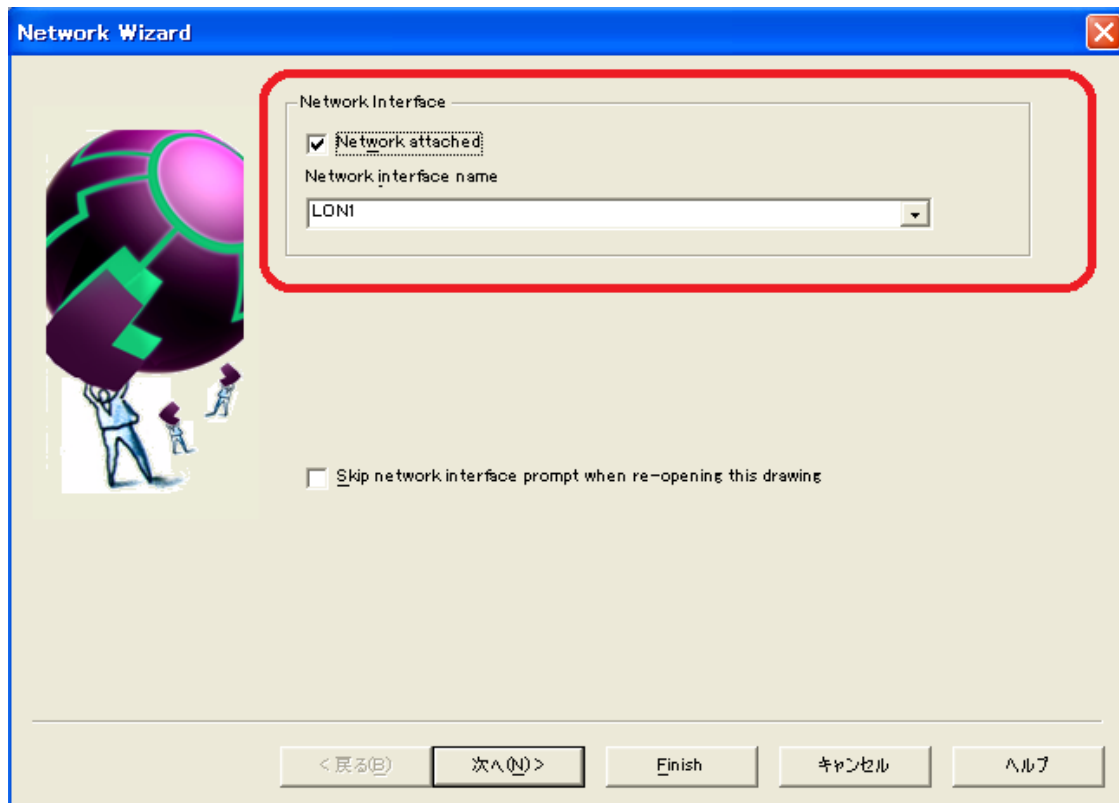 Network Wizard
Network Interface
Network attached
Network interface name
LON1
Skip network interface prompt when re-opening this drawing
< 戻る(B)
次へ(N) >
Finish
キャンセル
ヘルプ